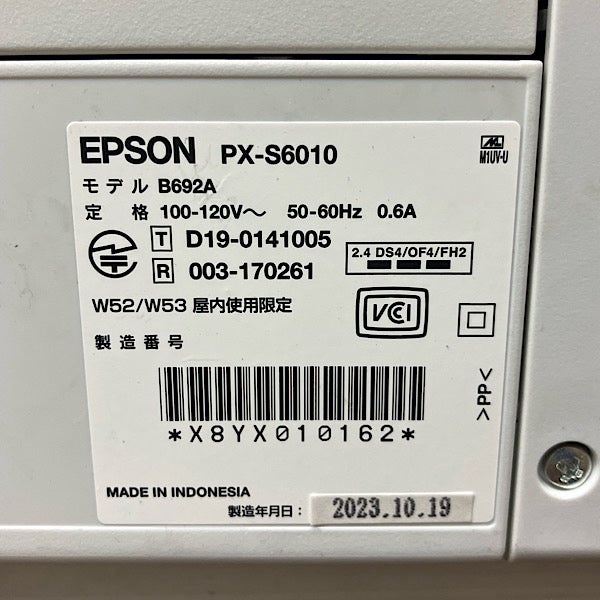 EPSON PX-S6010
M1UV-U
モデル B692A
定 格 100-120V～ 50-60Hz 0.6A
T D19-0141005
R 003-170261
2.4 DS4/OF4/FH2
W52/W53 屋内使用限定
VCCI
製造番号
>PP<
*X8YX010162*
MADE IN INDONESIA
製造年月日： 2023.10.19